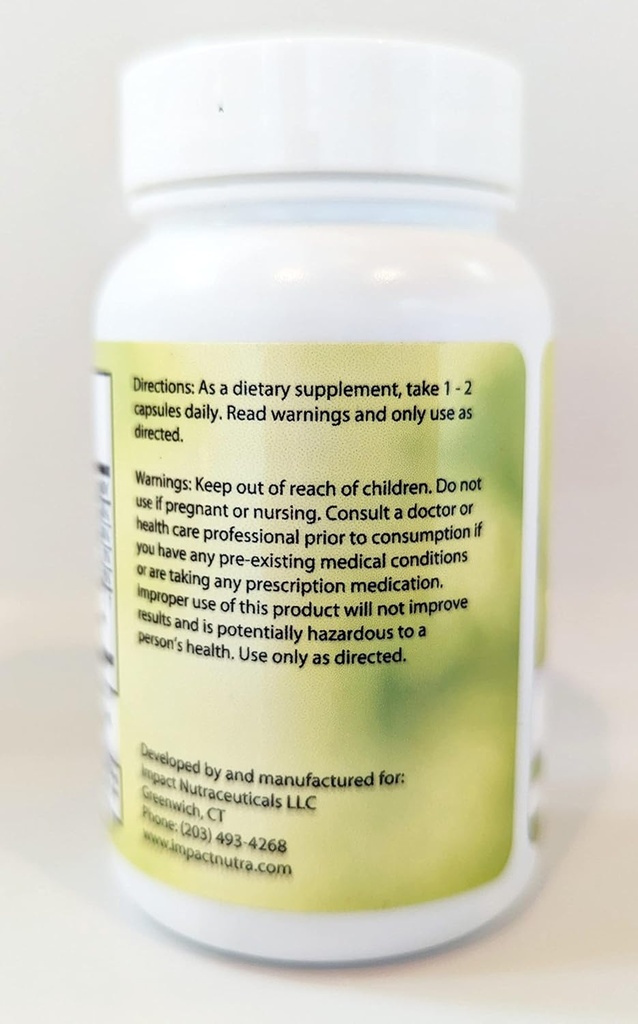 Directions: As a dietary supplement, take 1 - 2
capsules daily. Read warnings and only use as
directed.
Warnings: Keep out of reach of children. Do not
use if pregnant or nursing. Consult a doctor or
health care professional prior to consumption if
you have any pre-existing medical conditions
or are taking any prescription medication.
Improper use of this product will not improve
results and is potentially hazardous to a
person's health. Use only as directed.
Developed by and manufactured for:
Impact Nutraceuticals LLC
Greenwich, CT
Phone: (203) 493-4268
www.impactnutra.com